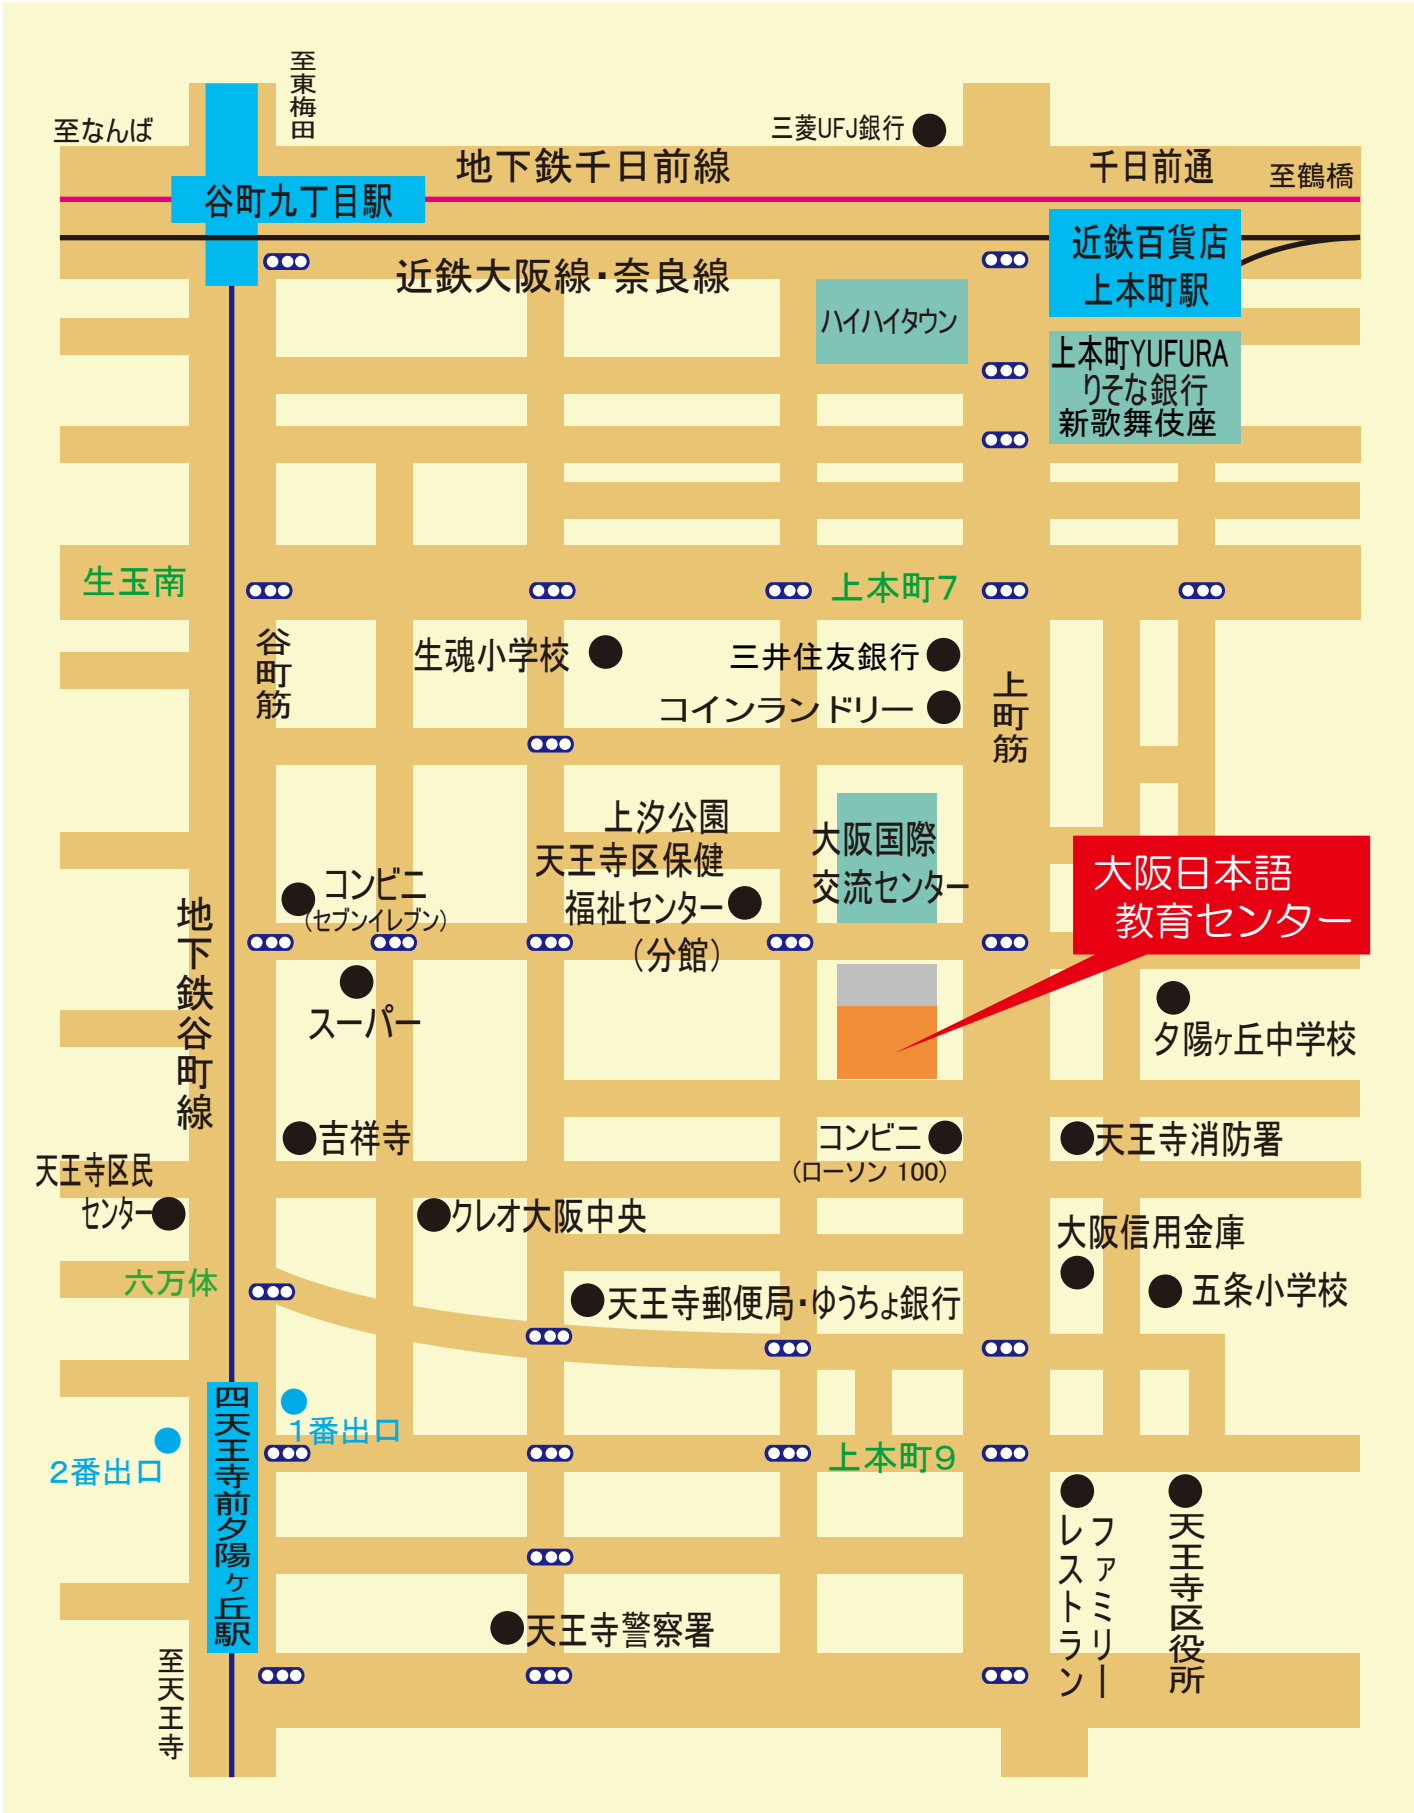 至東梅田
至なんば
三菱UFJ銀行
地下鉄千日前線
千日前通
至鶴橋
谷町九丁目駅
近鉄百貨店
上本町駅
近鉄大阪線・奈良線
ハイハイタウン
上本町YUFURA
りそな銀行
新歌舞伎座
生玉南
上本町7
谷町筋
生魂小学校
三井住友銀行
コインランドリー
上町筋
上汐公園
天王寺区保健
福祉センター
（分館）
大阪国際
交流センター
大阪日本語
教育センター
コンビニ
（セブンイレブン）
地下鉄谷町線
スーパー
夕陽ヶ丘中学校
吉祥寺
コンビニ
（ローソン 100）
天王寺消防署
天王寺区民
センター
クレオ大阪中央
大阪信用金庫
六万体
天王寺郵便局・ゆうちょ銀行
五条小学校
四天王寺前夕陽ヶ丘駅
1番出口
2番出口
上本町9
ファミリー
レストラン
天王寺区役所
天王寺警察署
至天王寺